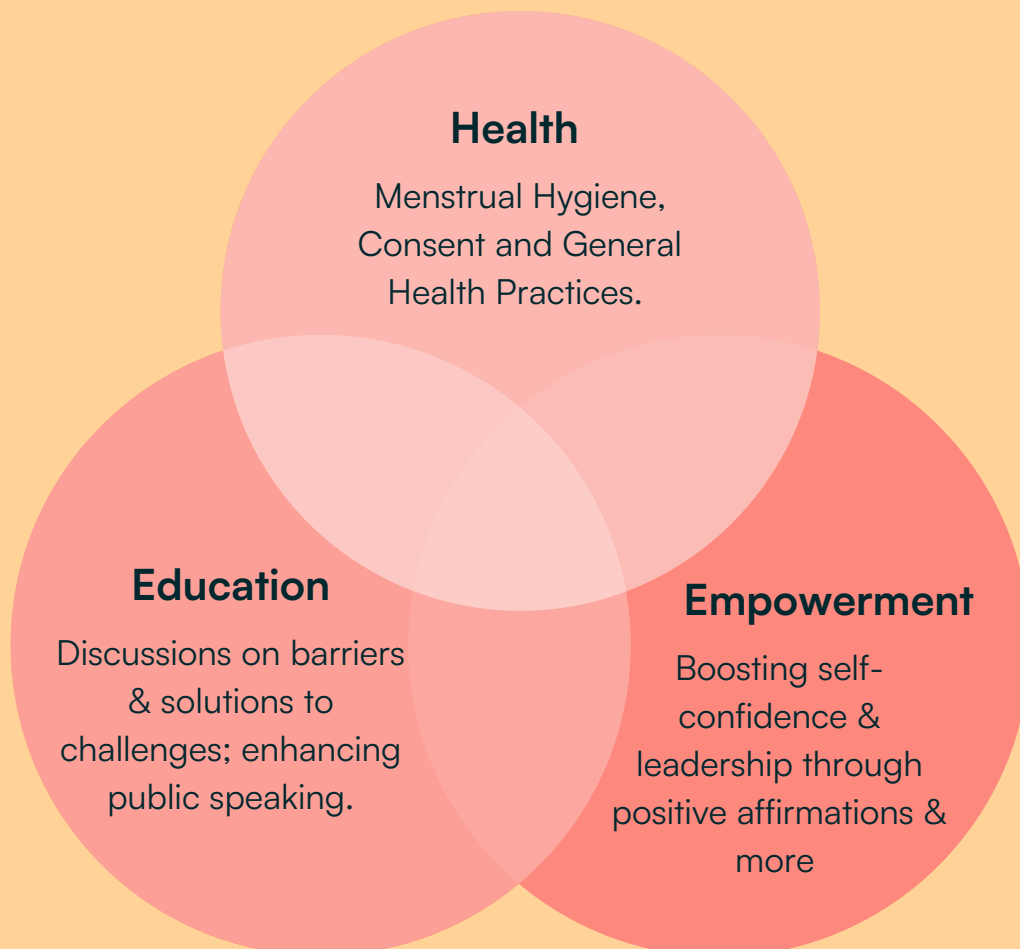 Health
Menstrual Hygiene,
Consent and General
Health Practices.
Education
Discussions on barriers
& solutions to
challenges; enhancing
public speaking.
Empowerment
Boosting self-
confidence &
leadership through
positive affirmations &
more